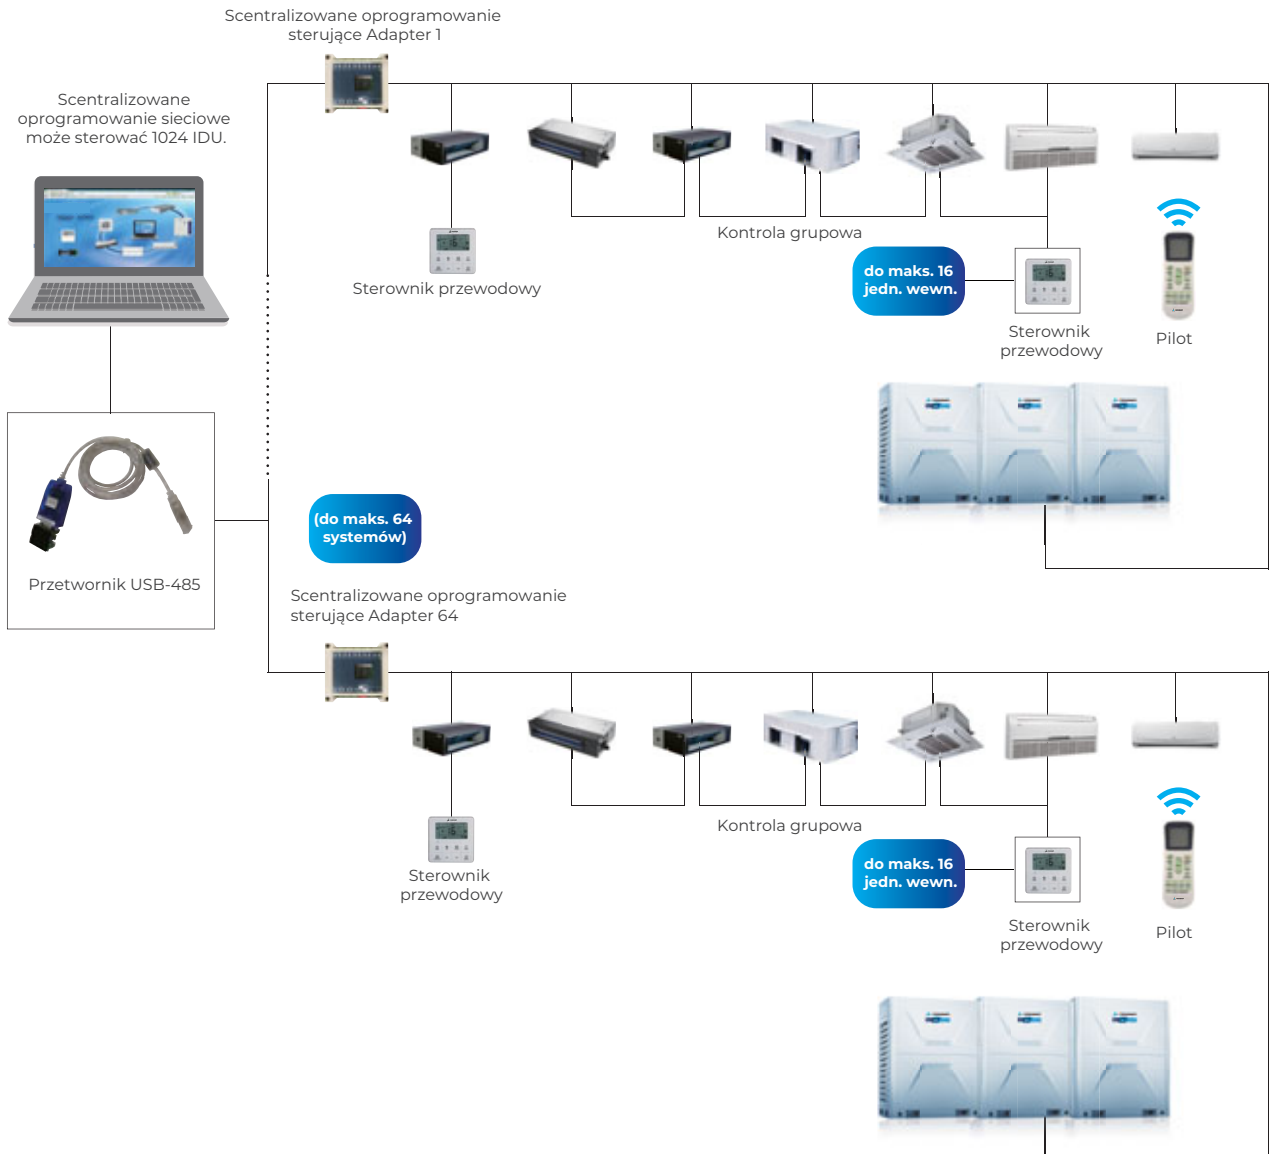 Scentralizowane oprogramowanie
sterujące Adapter 1
Scentralizowane
oprogramowanie sieciowe
może sterować 1024 IDU.
Kontrola grupowa
Sterownik przewodowy
do maks. 16
jedn. wewn.
Sterownik
przewodowy
Pilot
(do maks. 64
systemów)
Przetwornik USB-485
Scentralizowane oprogramowanie
sterujące Adapter 64
Kontrola grupowa
Sterownik
przewodowy
do maks. 16
jedn. wewn.
Sterownik
przewodowy
Pilot